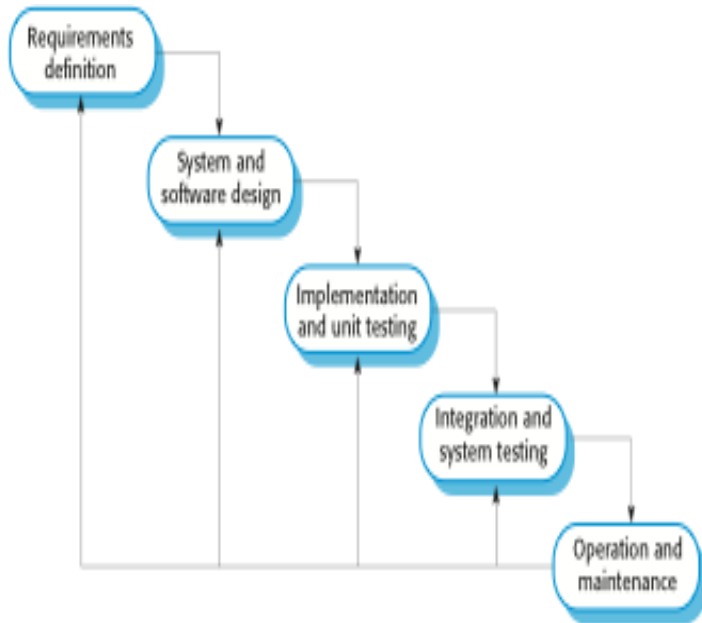 Requirements
definition
System and
software design
Implementation
and unit testing
Integration and
system testing
Operation and
maintenance